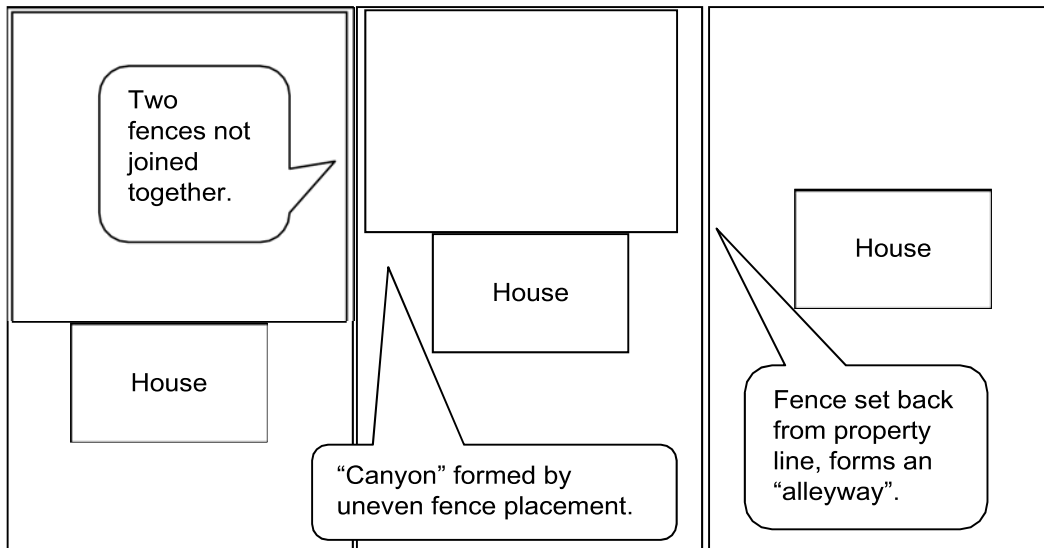 Two
fences not
joined
together.
House
House
House
“Canyon” formed by
uneven fence placement.
Fence set back
from property
line, forms an
“alleyway”.